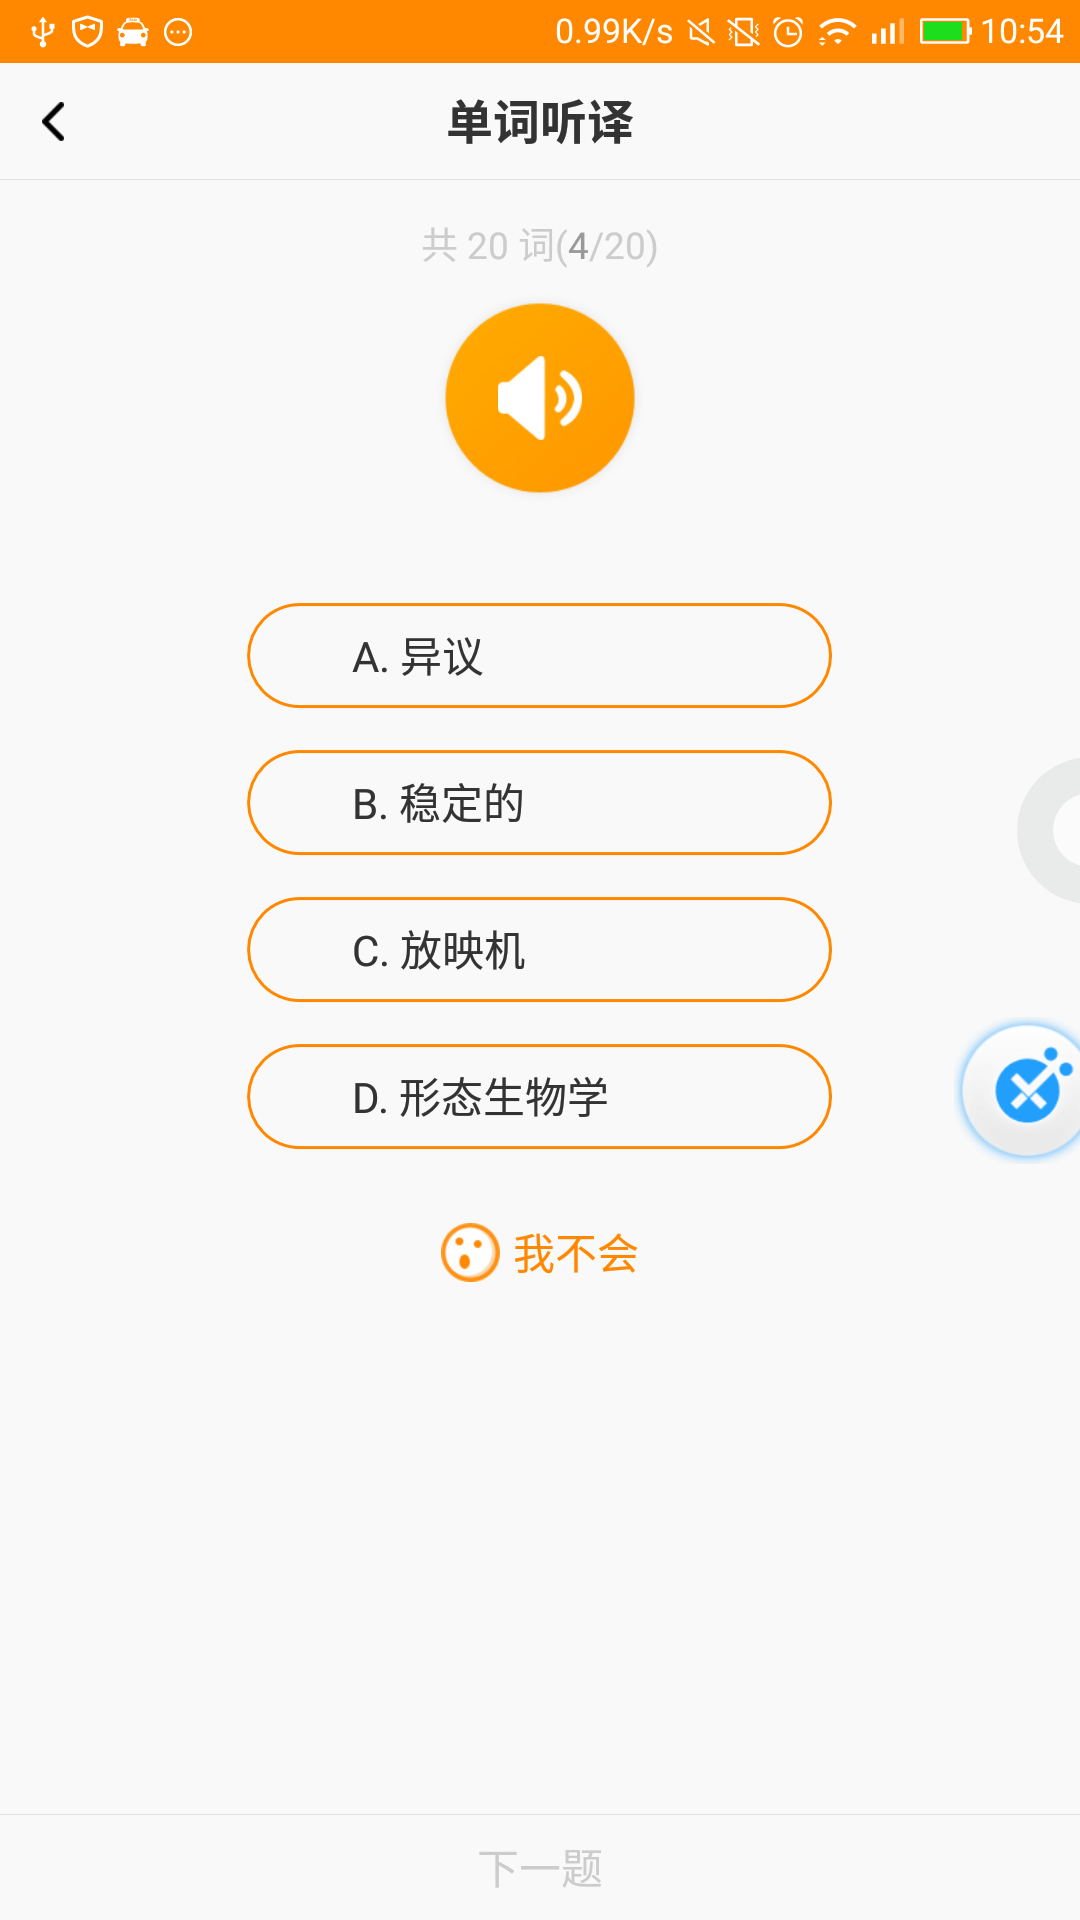 0.99K/s 10:54
单词听译
共 20 词(4/20)
A. 异议
B. 稳定的
C. 放映机
D. 形态生物学
我不会
下一题